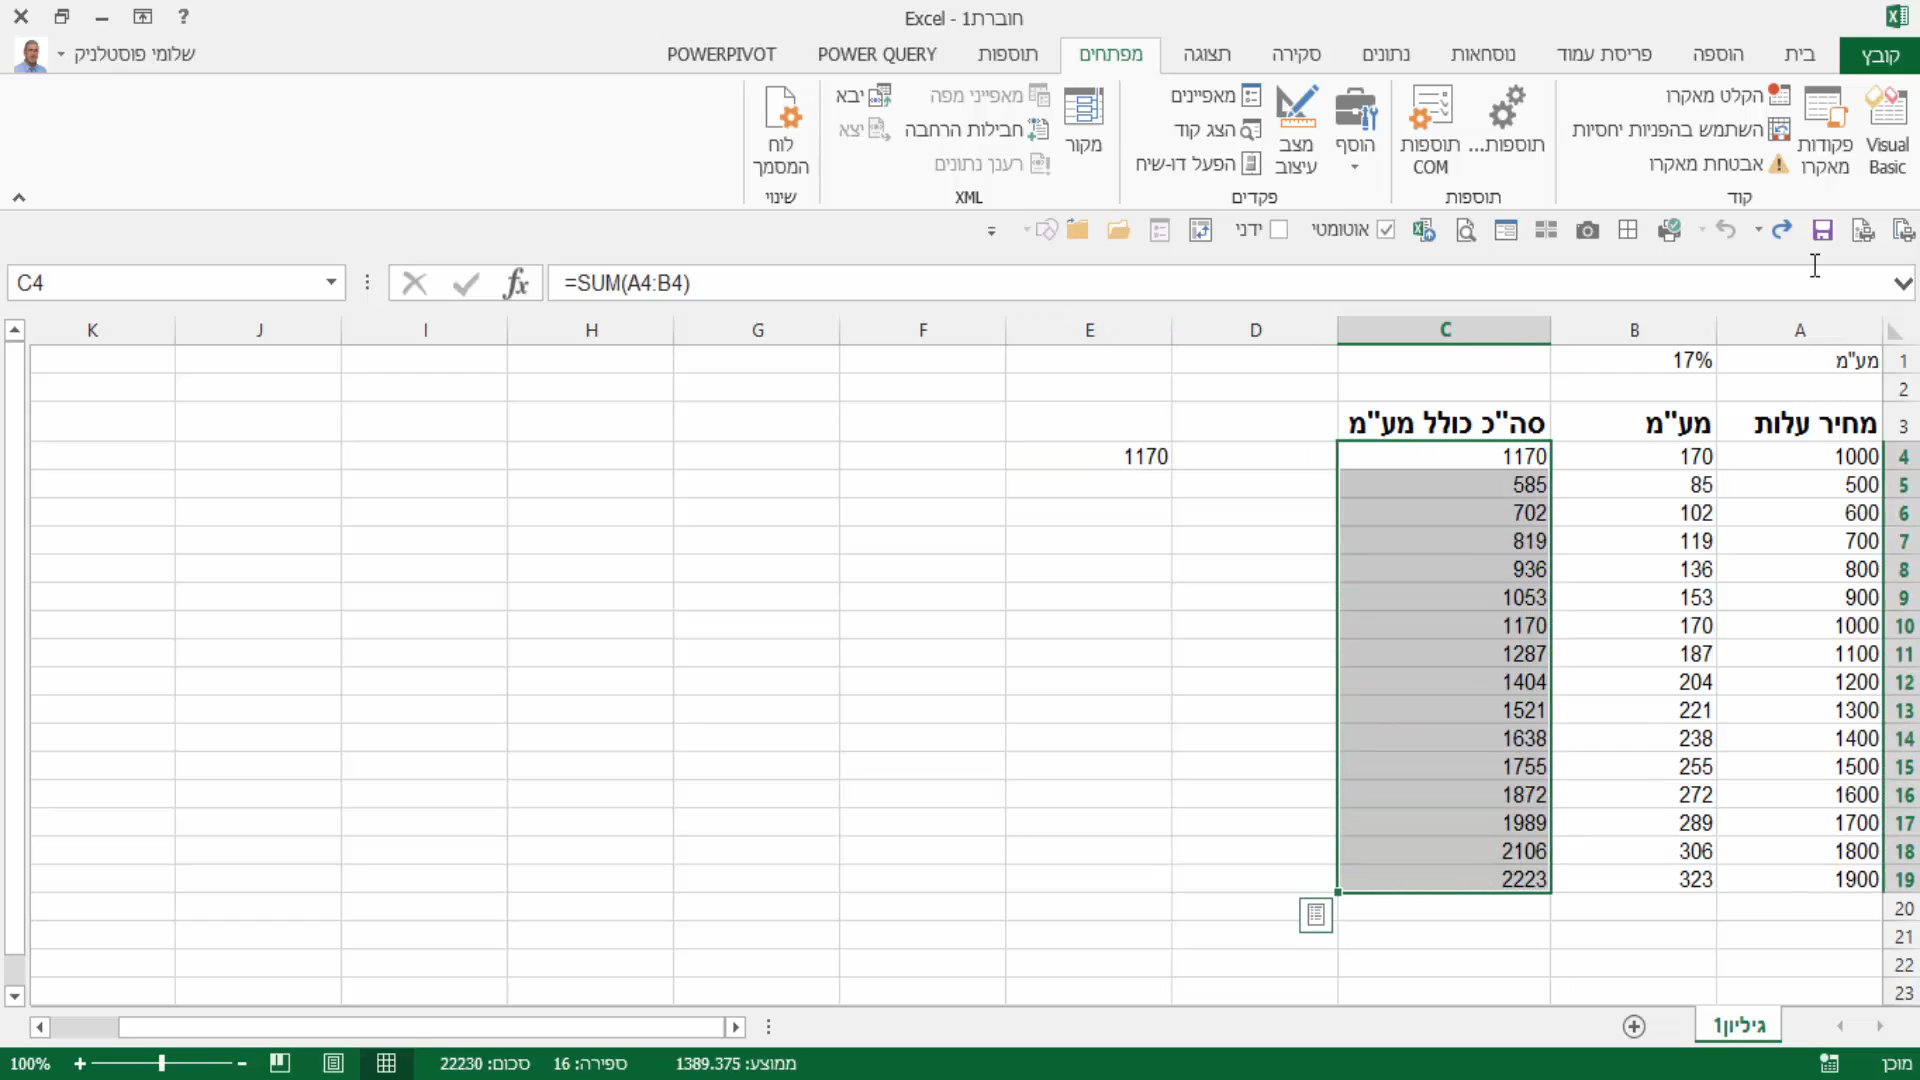 חוברת1 - Excel
?
שלומי פוסטלניק
קובץ בית הוספה פריסת עמוד נוסחאות נתונים סקירה תצוגה מפתחים תוספות POWER QUERY POWERPIVOT
Visual Basic
פקודות מאקרו
הקלט מאקרו
השתמש בהפניות יחסיות
אבטחת מאקרו
קוד
תוספות...
תוספות COM
תוספות
הוסף
מצב עיצוב
מאפיינים
הצג קוד
הפעל דו-שיח
פקדים
מקור
מאפייני מפה
חבילות הרחבה
רענן נתונים
יבא
יצא
XML
לוח המסמך
שינוי
אוטומטי ידני
C4 fx =SUM(A4:B4)
A B C D E F G H I J K
1 מע"מ 17%
2
3 מחיר עלות מע"מ סה"כ כולל מע"מ
4 1000 170 1170 1170
5 500 85 585
6 600 102 702
7 700 119 819
8 800 136 936
9 900 153 1053
10 1000 170 1170
11 1100 187 1287
12 1200 204 1404
13 1300 221 1521
14 1400 238 1638
15 1500 255 1755
16 1600 272 1872
17 1700 289 1989
18 1800 306 2106
19 1900 323 2223
20
21
22
23
גיליון1
מוכן ממוצע: 1389.375 ספירה: 16 סכום: 22230 100%